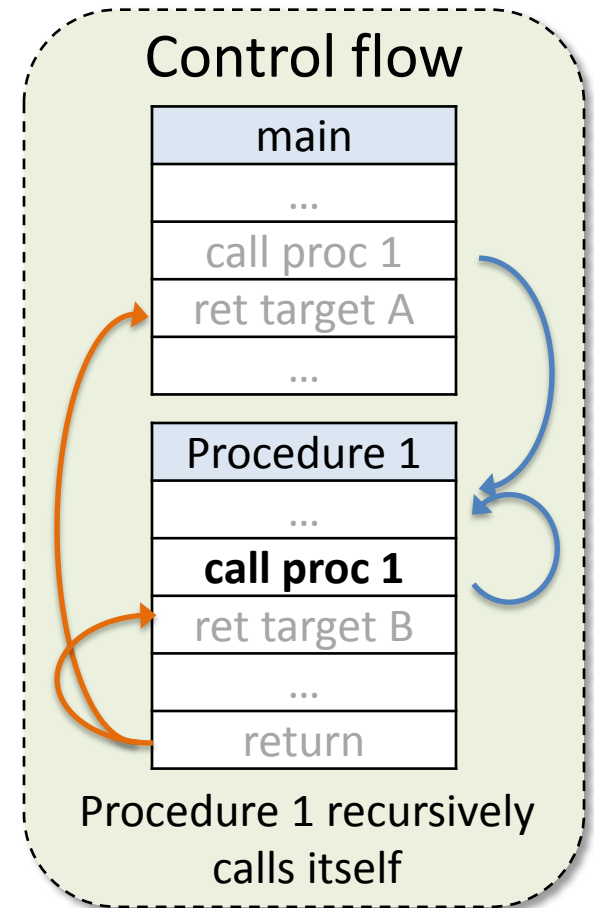 Control flow
main
...
call proc 1
ret target A
...
Procedure 1
...
call proc 1
ret target B
...
return
Procedure 1 recursively
calls itself